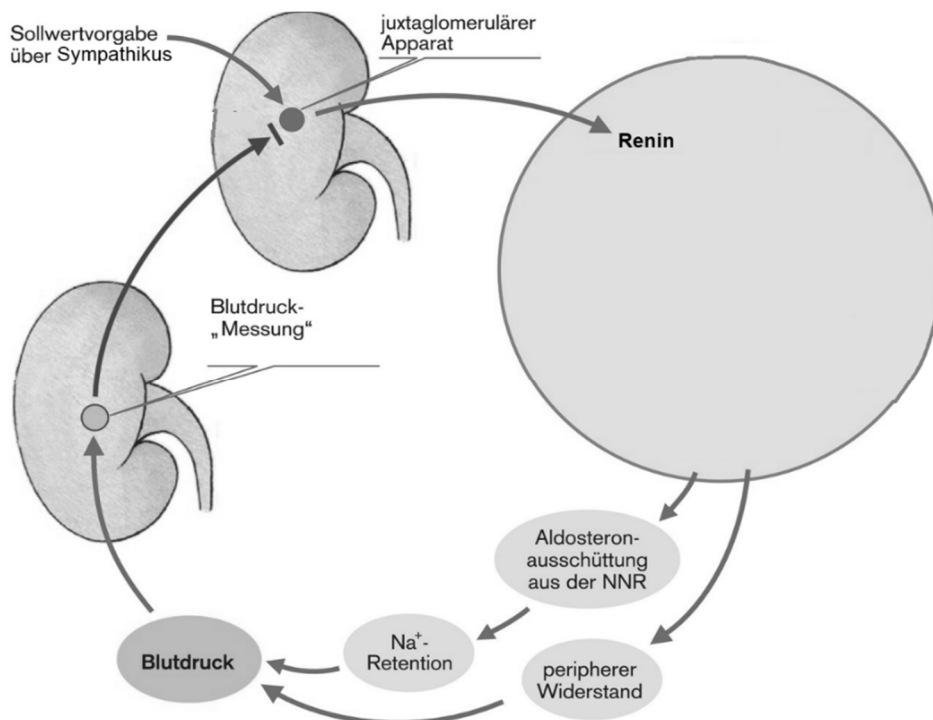 Sollwertvorgabe
über Sympathikus
juxtaglomerulärer
Apparat
Renin
Blutdruck-
„Messung“
Aldosteron-
ausschüttung
aus der NNR
Na⁺-
Retention
peripherer
Widerstand
Blutdruck